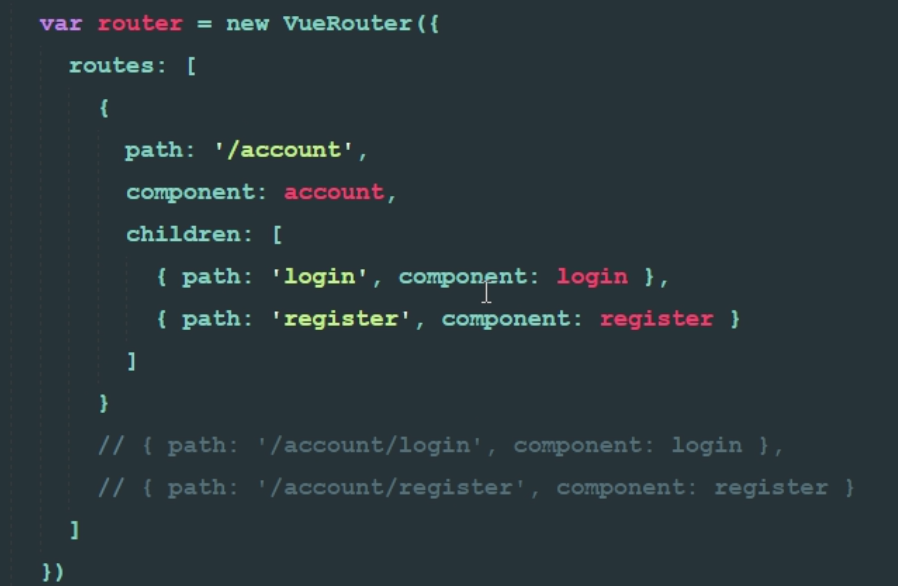 var router = new VueRouter({
routes: [
{
path: '/account',
component: account,
children: [
{ path: 'login', component: login },
{ path: 'register', component: register }
]
}
// { path: '/account/login', component: login },
// { path: '/account/register', component: register }
]
})